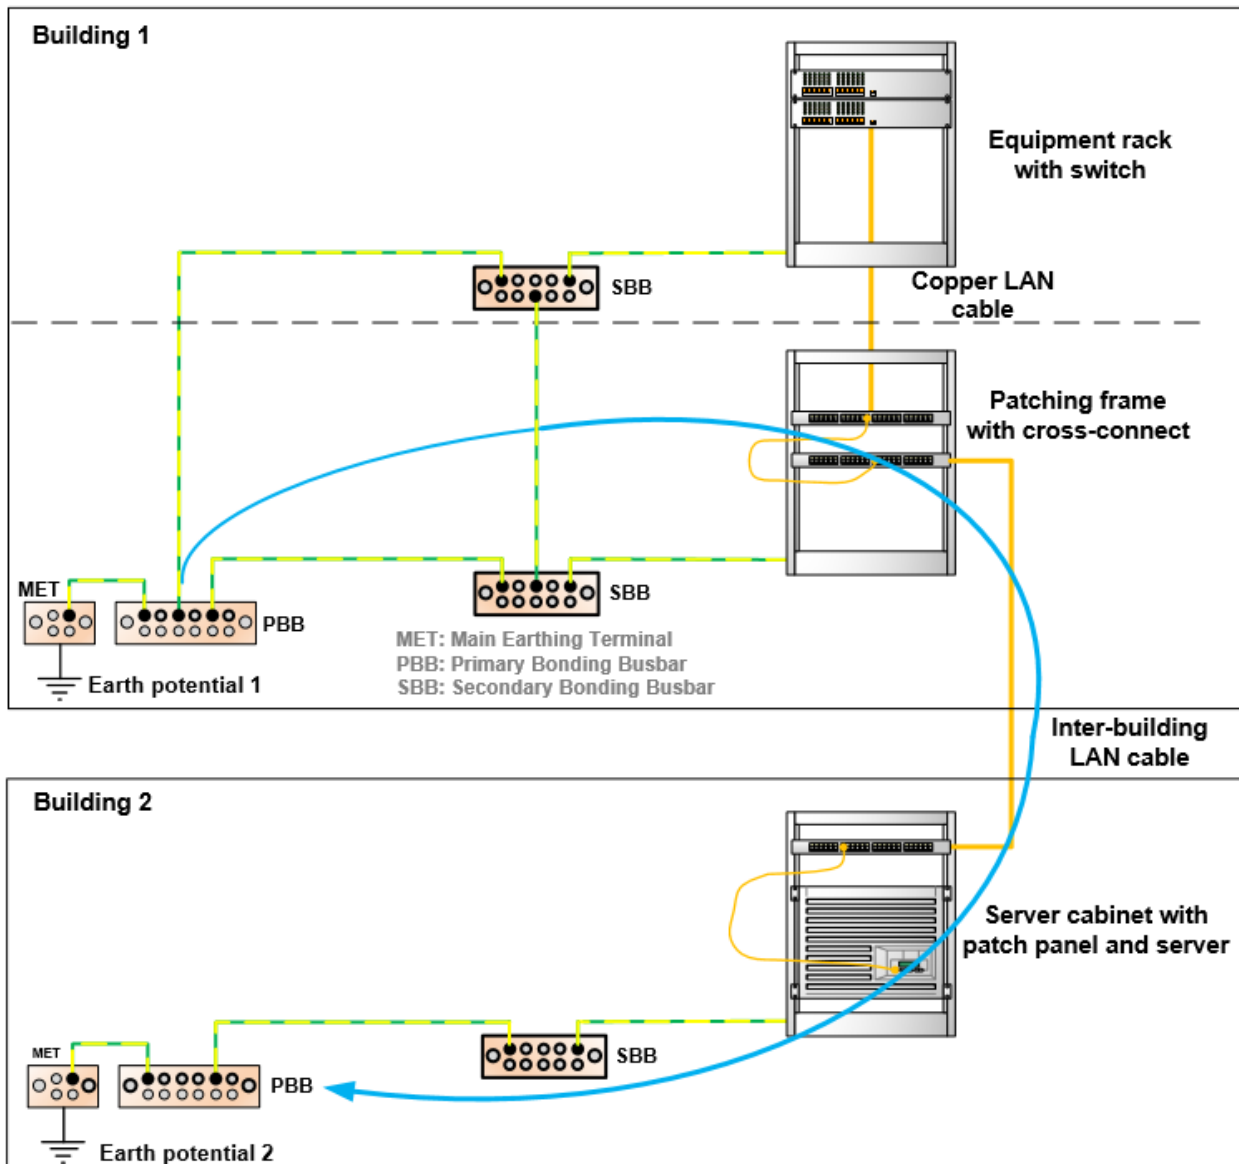 Building 1
Equipment rack
with switch
SBB
Copper LAN
cable
Patching frame
with cross-connect
MET
PBB
SBB
MET: Main Earthing Terminal
PBB: Primary Bonding Busbar
SBB: Secondary Bonding Busbar
Earth potential 1
Inter-building
LAN cable
Building 2
Server cabinet with
patch panel and server
MET
PBB
SBB
Earth potential 2